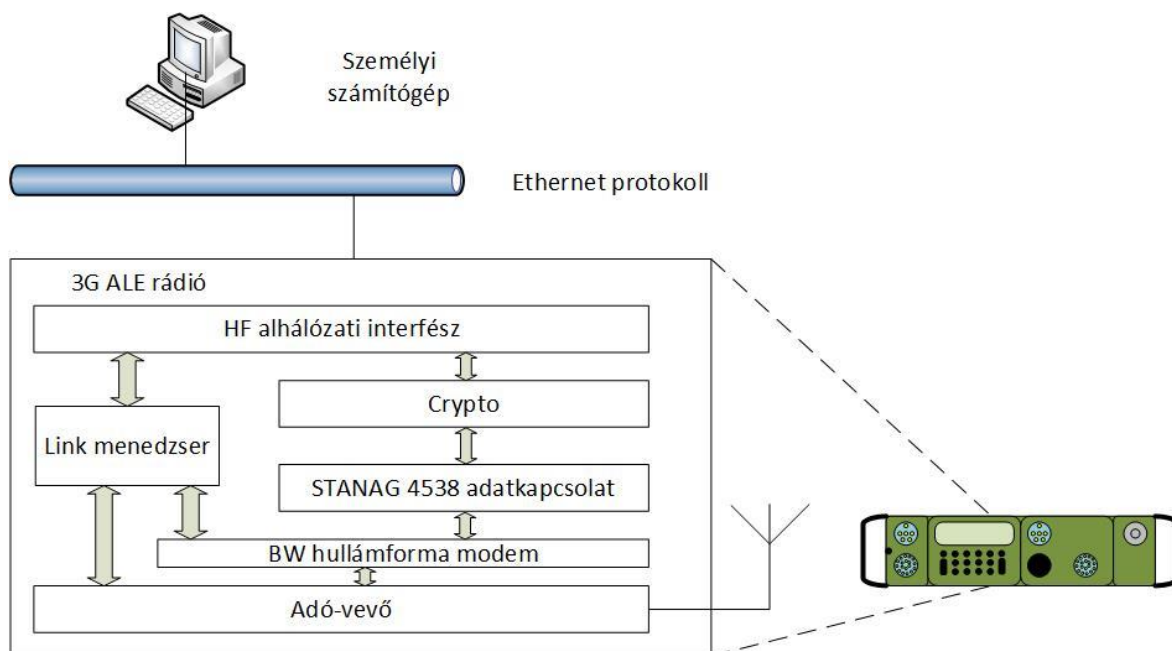 Személyi
számítógép
Ethernet protokoll
3G ALE rádió
HF alhálózati interfész
Crypto
Link menedzser
STANAG 4538 adatkapcsolat
BW hullámforma modem
Adó-vevő